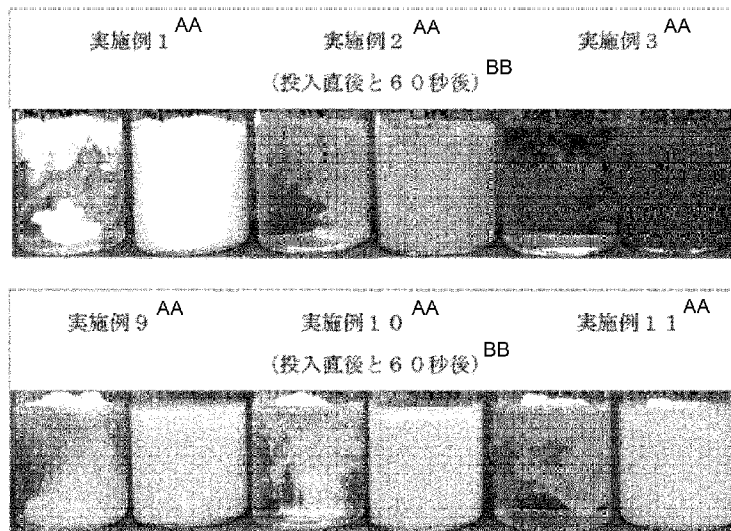 実施例1 AA 実施例2 AA 実施例3 AA
(投入直後と60秒後) BB
実施例9 AA 実施例10 AA 実施例11 AA
(投入直後と60秒後) BB